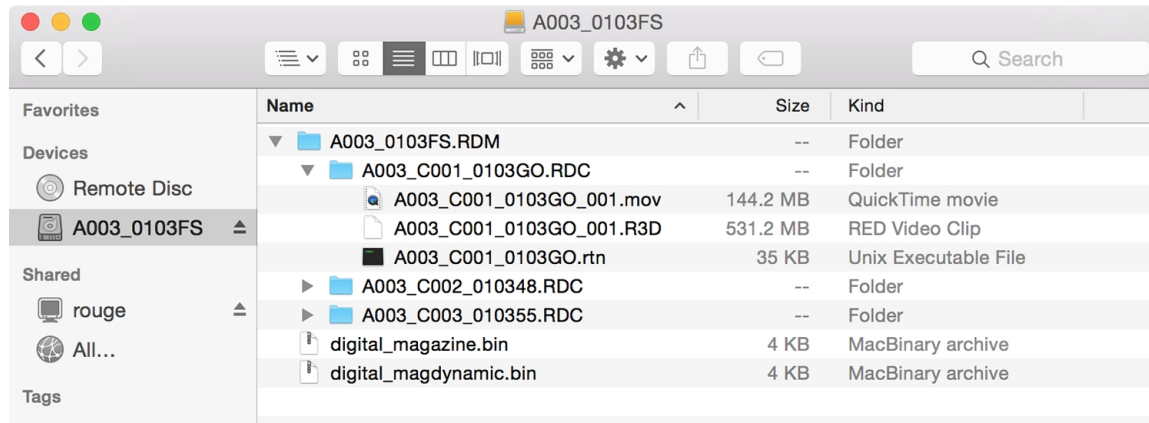 A003_0103FS
Search
Favorites
Devices
Remote Disc
A003_0103FS
Shared
rouge
All...
Tags
Name Size Kind
A003_0103FS.RDM -- Folder
A003_C001_0103GO.RDC -- Folder
A003_C001_0103GO_001.mov 144.2 MB QuickTime movie
A003_C001_0103GO_001.R3D 531.2 MB RED Video Clip
A003_C001_0103GO.rtn 35 KB Unix Executable File
A003_C002_010348.RDC -- Folder
A003_C003_010355.RDC -- Folder
digital_magazine.bin 4 KB MacBinary archive
digital_magdynamic.bin 4 KB MacBinary archive